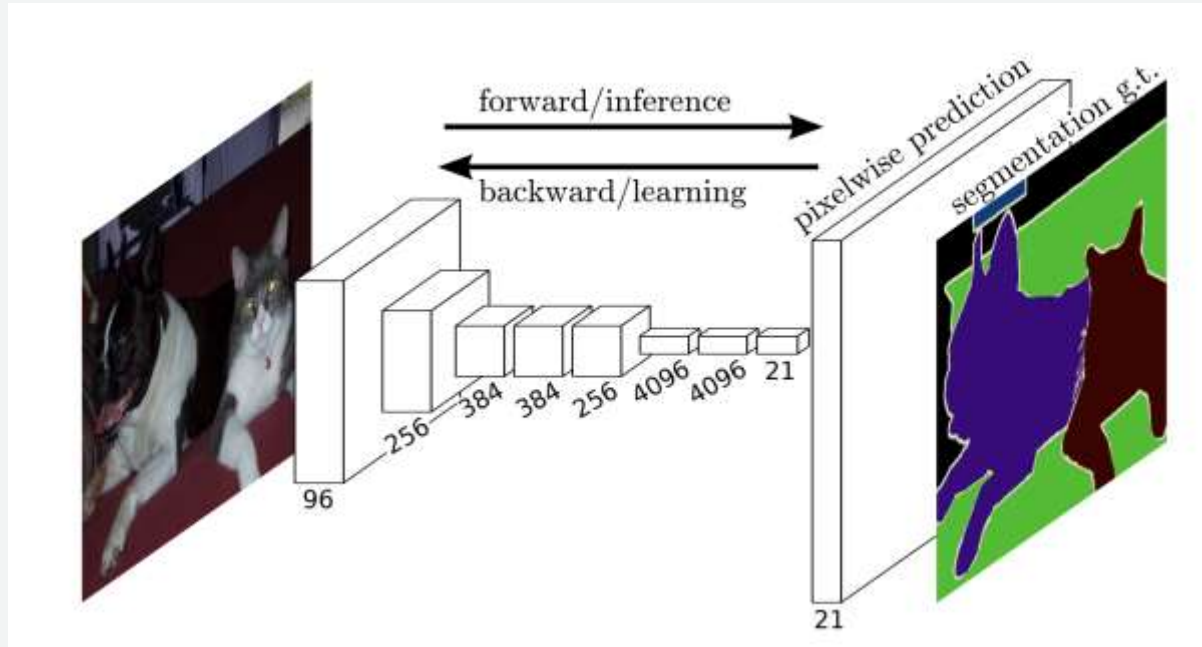 forward/inference
backward/learning
pixelwise prediction
segmentation g.t.
96
256
384
384
256
4096
4096
21
21